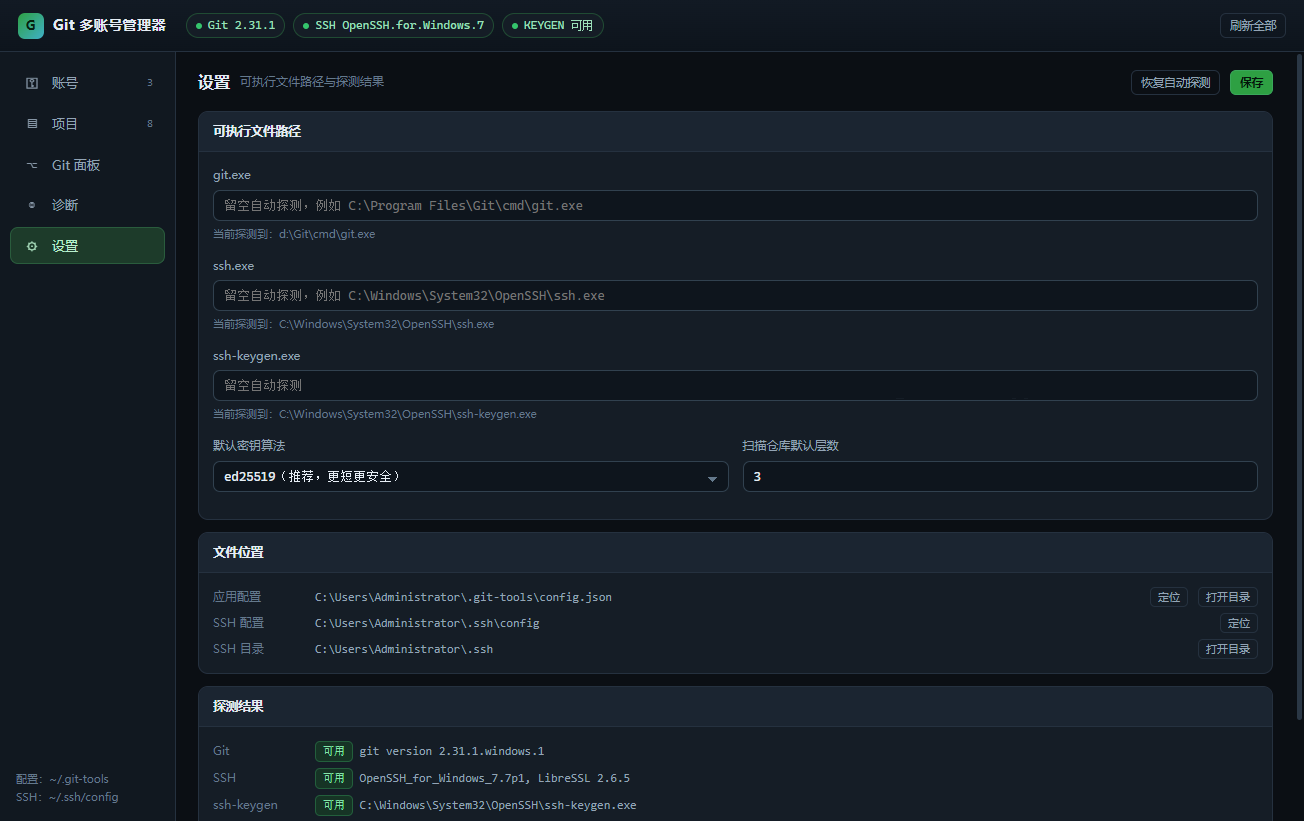 G Git 多账号管理器 Git 2.31.1 SSH OpenSSH.for.Windows.7 KEYGEN 可用 刷新全部
账号 3
项目 8
Git 面板
诊断
设置
配置: ~/.git-tools
SSH: ~/.ssh/config
设置 可执行文件路径与探测结果 恢复自动探测 保存
可执行文件路径
git.exe
留空自动探测，例如 C:\Program Files\Git\cmd\git.exe
当前探测到: d:\Git\cmd\git.exe
ssh.exe
留空自动探测，例如 C:\Windows\System32\OpenSSH\ssh.exe
当前探测到: C:\Windows\System32\OpenSSH\ssh.exe
ssh-keygen.exe
留空自动探测
当前探测到: C:\Windows\System32\OpenSSH\ssh-keygen.exe
默认密钥算法 扫描仓库默认层数
ed25519（推荐，更短更安全） 3
文件位置
应用配置 C:\Users\Administrator\.git-tools\config.json 定位 打开目录
SSH 配置 C:\Users\Administrator\.ssh\config 定位
SSH 目录 C:\Users\Administrator\.ssh 打开目录
探测结果
Git 可用 git version 2.31.1.windows.1
SSH 可用 OpenSSH_for_Windows_7.7p1, LibreSSL 2.6.5
ssh-keygen 可用 C:\Windows\System32\OpenSSH\ssh-keygen.exe